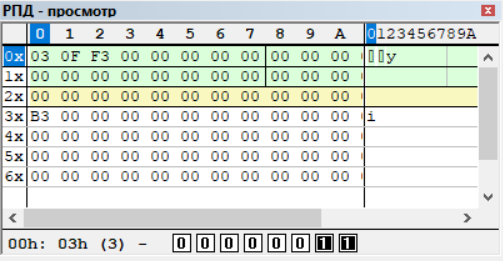 РПД - просмотр
0 1 2 3 4 5 6 7 8 9 A 0123456789A
0x 03 0F F3 00 00 00 00 00 00 00 00 ▯▯y
1x 00 00 00 00 00 00 00 00 00 00 00
2x 00 00 00 00 00 00 00 00 00 00 00
3x B3 00 00 00 00 00 00 00 00 00 00 i
4x 00 00 00 00 00 00 00 00 00 00 00
5x 00 00 00 00 00 00 00 00 00 00 00
6x 00 00 00 00 00 00 00 00 00 00 00
00h: 03h (3) - 0 0 0 0 0 0 1 1